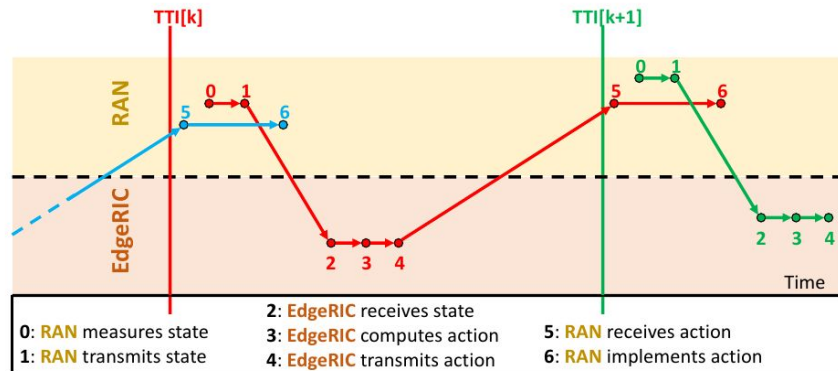 TTI[k]
TTI[k+1]
RAN
0 1
5 6
5 6
0 1
EdgeRIC
2 3 4
2 3 4
Time
0: RAN measures state
1: RAN transmits state
2: EdgeRIC receives state
3: EdgeRIC computes action
4: EdgeRIC transmits action
5: RAN receives action
6: RAN implements action